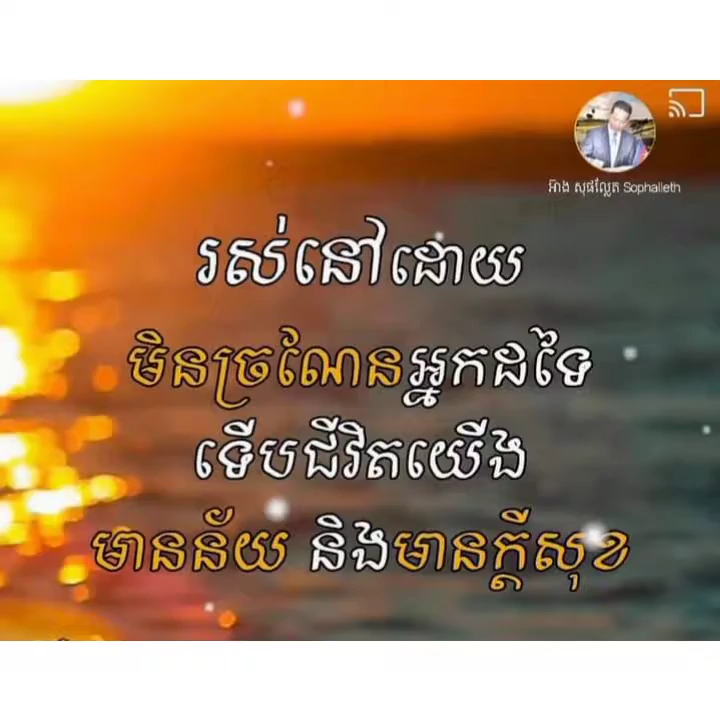 អ៊ាង សុផល្លែត Sophalleth
រស់នៅដោយ
មិនច្រណែនអ្នកដទៃ
ទើបជីវិតយើង
មានន័យ និងមានក្តីសុខ